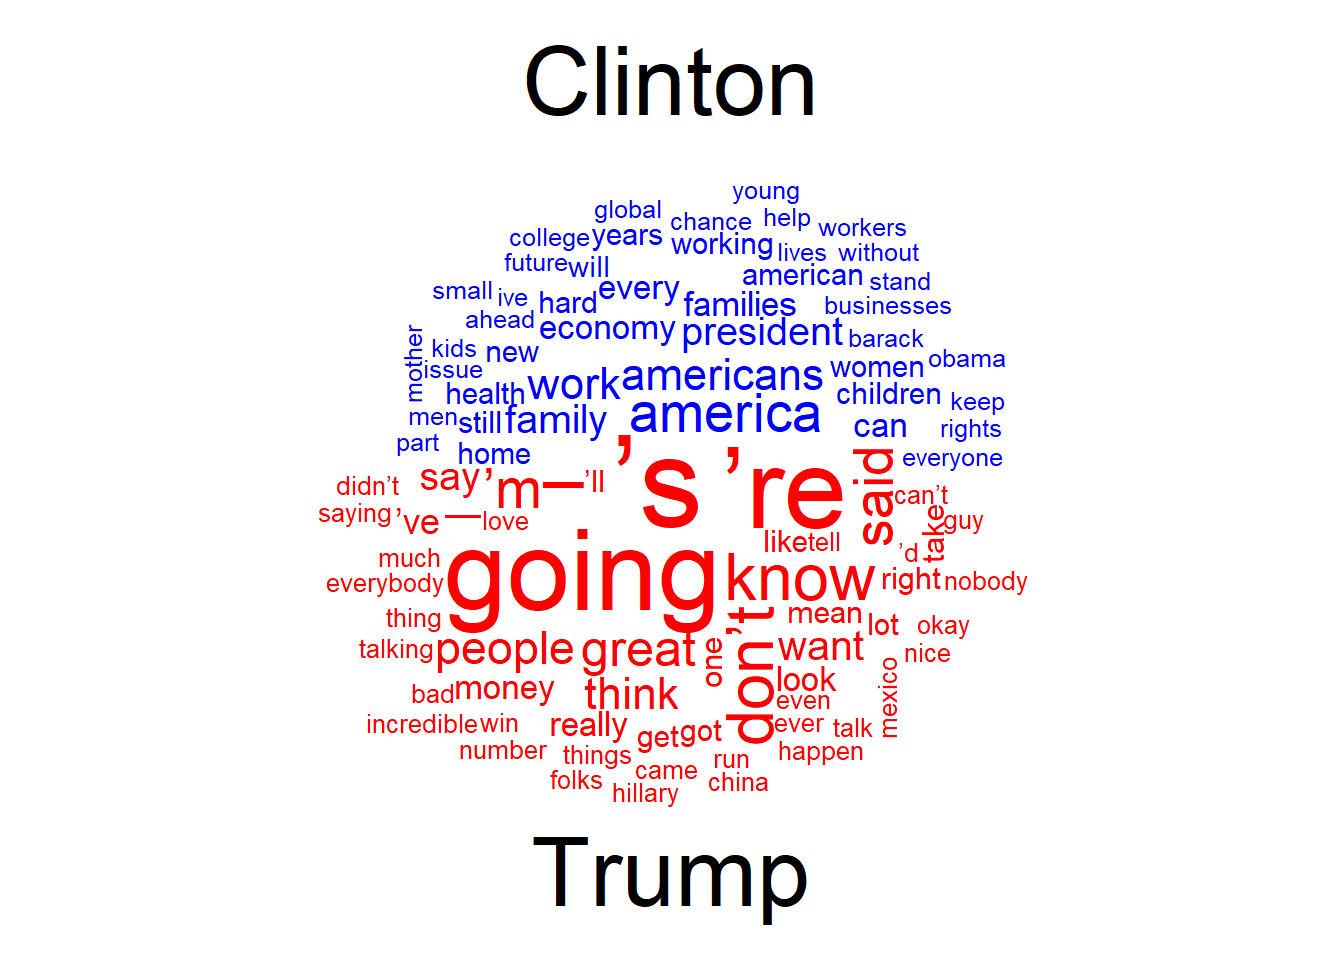 Clinton
young
global chance help workers
college years working lives without
future will american stand
small ive hard every families businesses
ahead economy president barack
mother kids new women obama
issue health work americans children keep
men still family america can rights
part home everyone
didn’t say ’m – ’ll ’s ’re said can’t
saying ’ve — love take guy
much like tell ’d
everybody going know right nobody
thing mean lot okay
talking people great one don’t want nice
bad money think look mexico
incredible win really get got even
number things ever talk
folks came run happen
hillary china
Trump